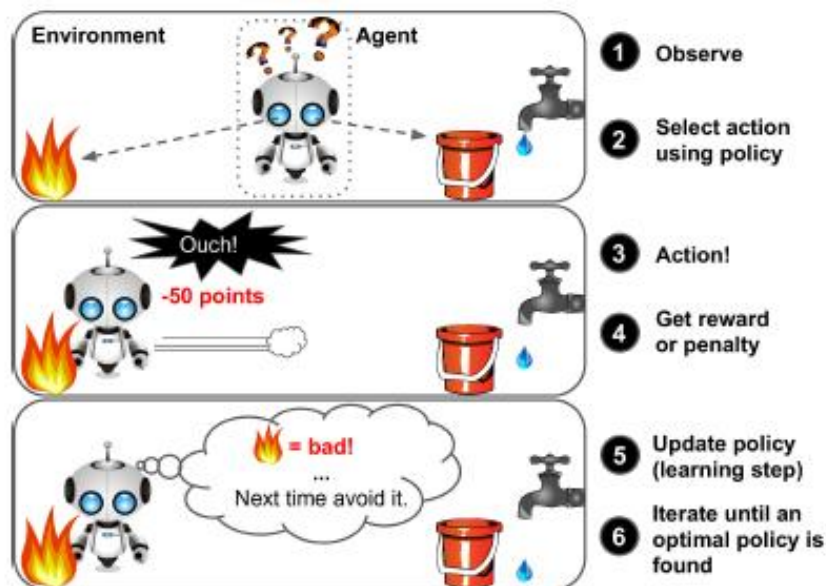 Environment
Agent
???
1 Observe
2 Select action
using policy
Ouch!
-50 points
3 Action!
4 Get reward
or penalty
= bad!
...
Next time avoid it.
5 Update policy
(learning step)
6 Iterate until an
optimal policy is
found